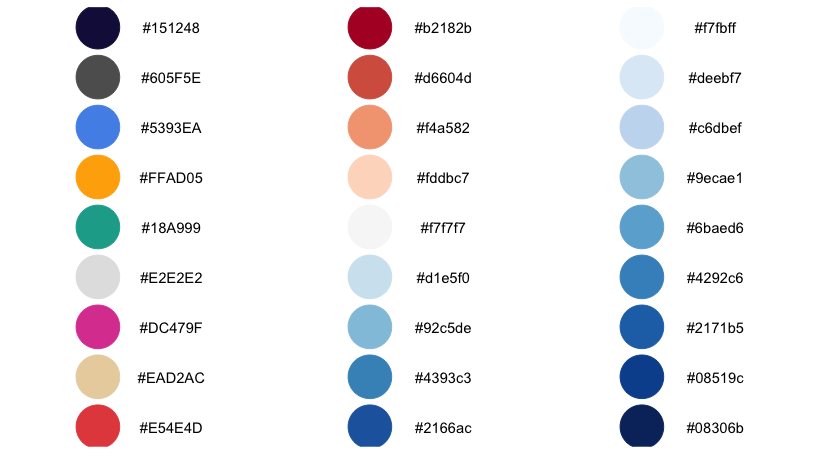 #151248 #b2182b #f7fbff
#605F5E #d6604d #deebf7
#5393EA #f4a582 #c6dbef
#FFAD05 #fddbc7 #9ecae1
#18A999 #f7f7f7 #6baed6
#E2E2E2 #d1e5f0 #4292c6
#DC479F #92c5de #2171b5
#EAD2AC #4393c3 #08519c
#E54E4D #2166ac #08306b